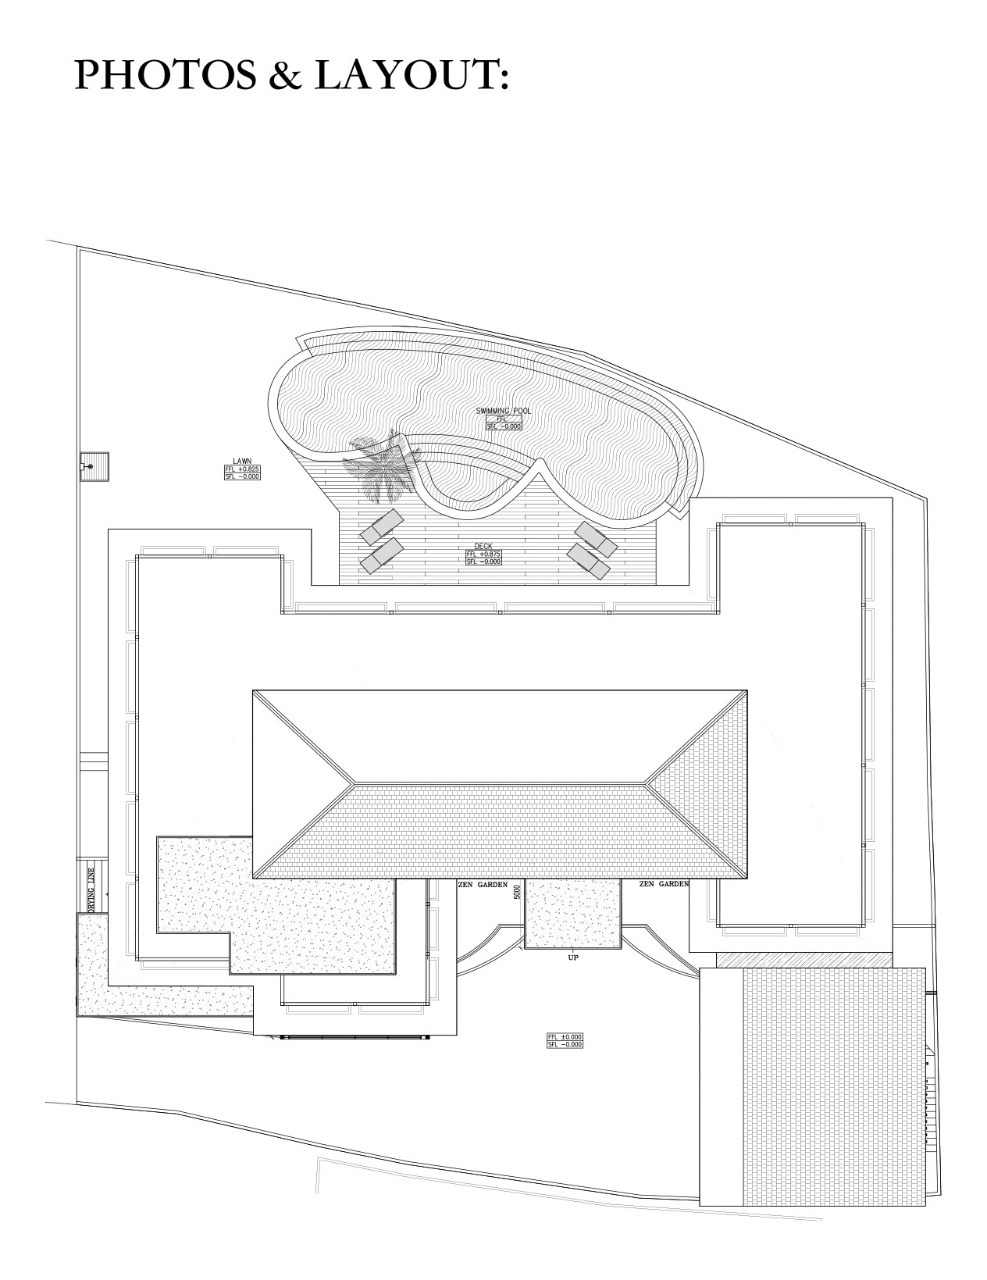 PHOTOS & LAYOUT:
SWIMMING POOL
FFL
SFL -0.000
LAWN
FFL +0.825
SFL -0.000
DECK
FFL +0.875
SFL -0.000
DRYING LINE
ZEN GARDEN
5000
ZEN GARDEN
UP
FFL ±0.000
SFL -0.000